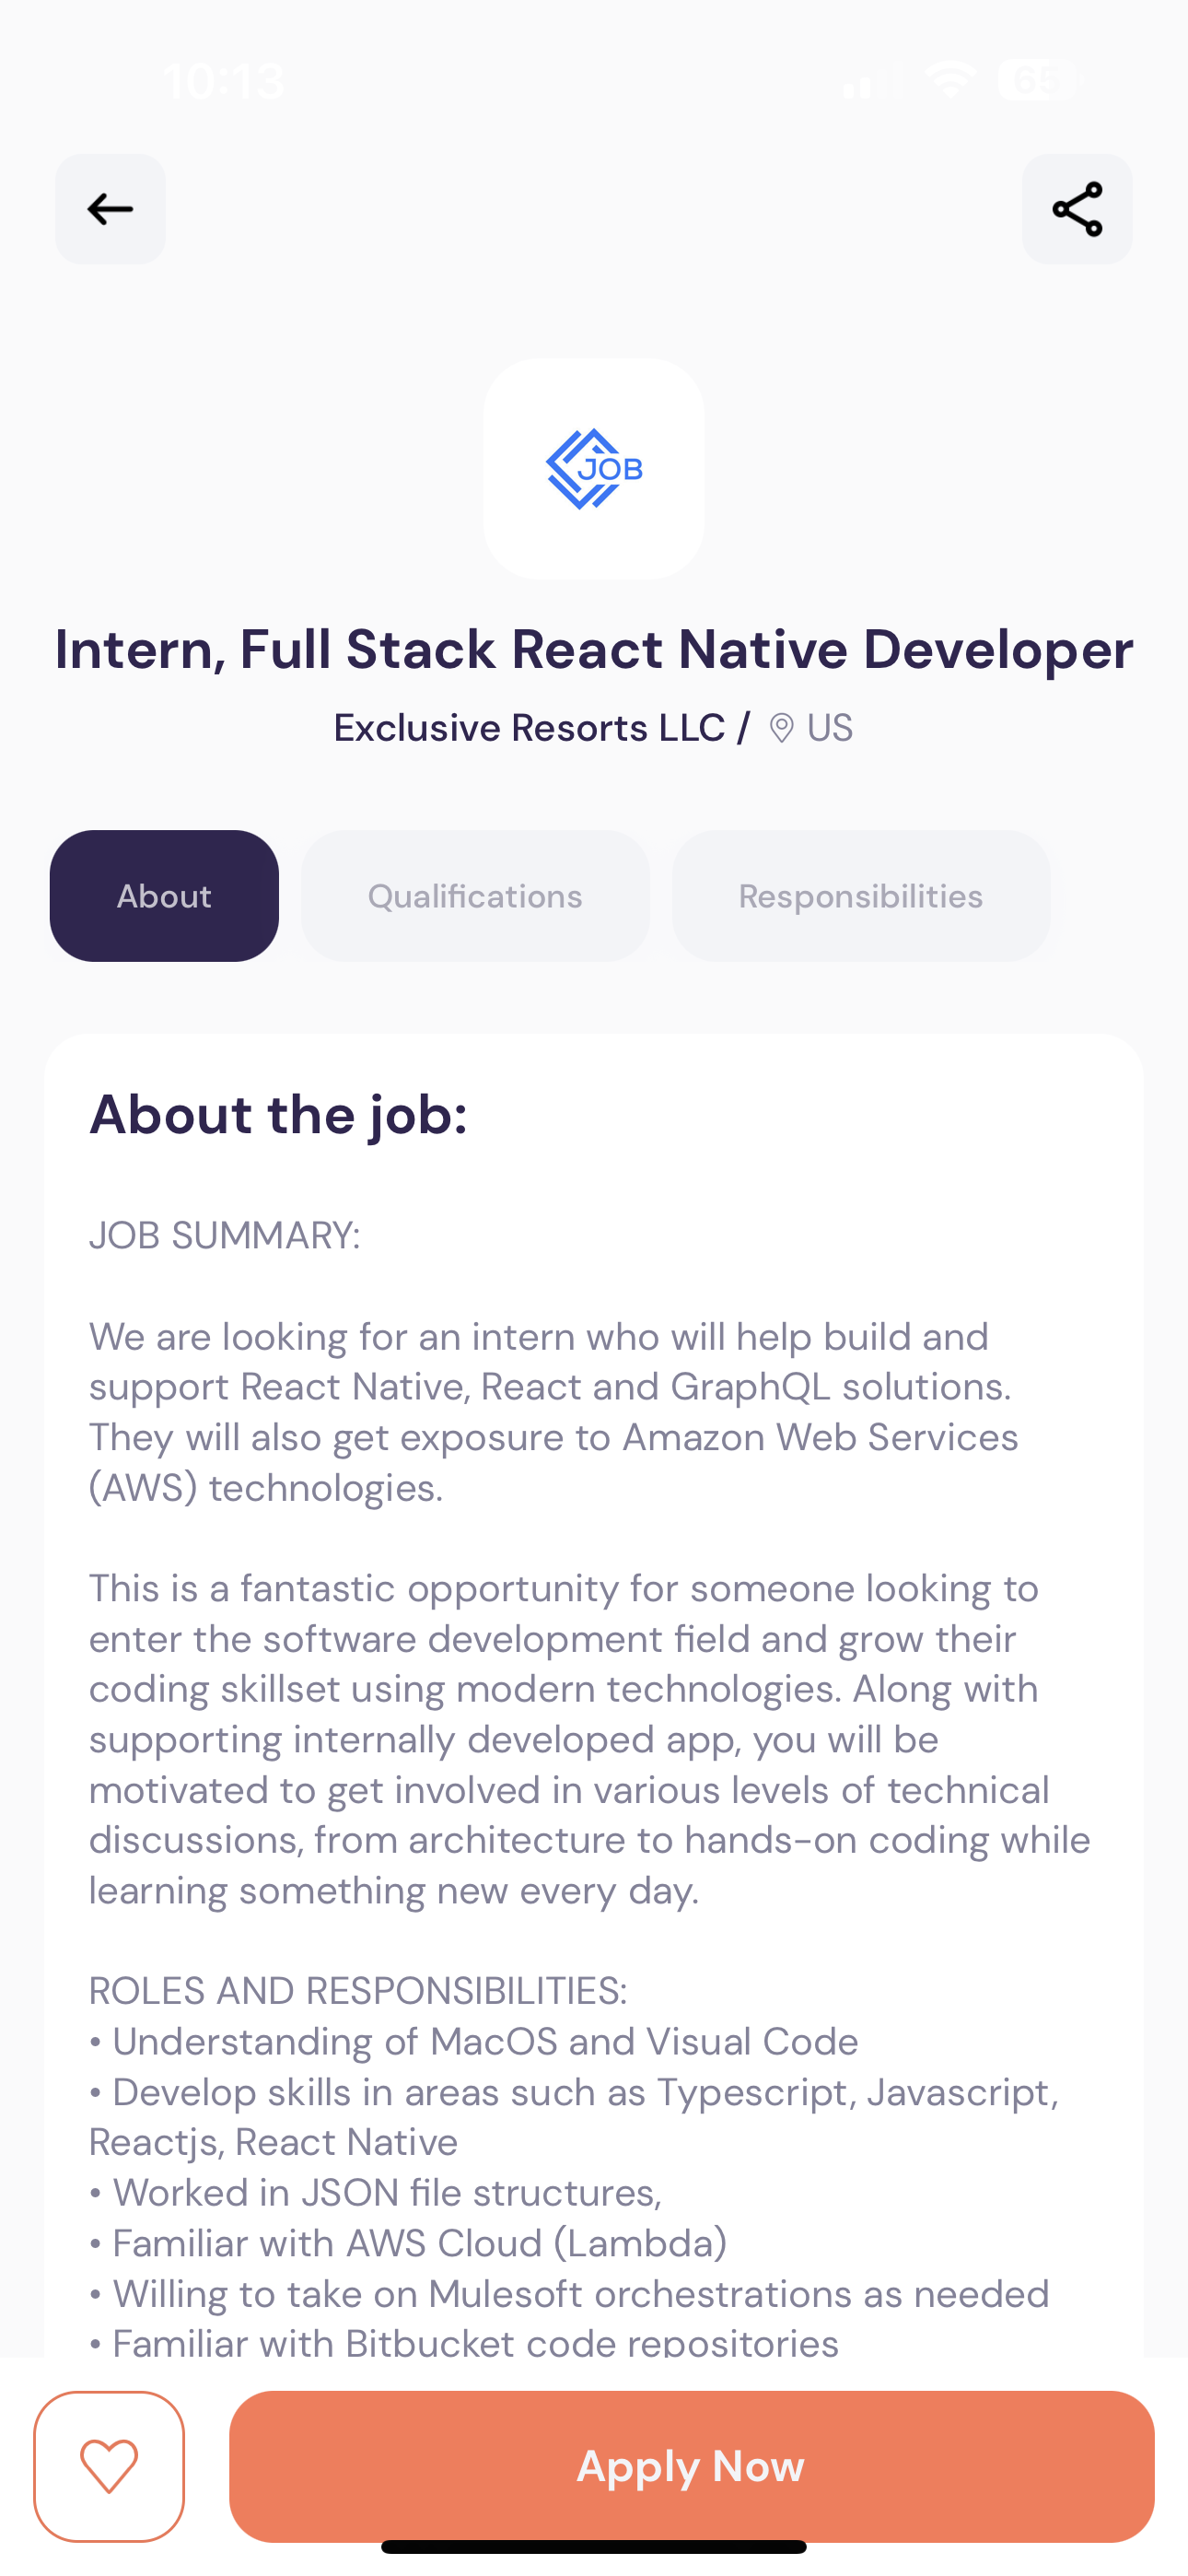 10:13
65
JOB
Intern, Full Stack React Native Developer
Exclusive Resorts LLC / US
About
Qualifications
Responsibilities
About the job:
JOB SUMMARY:
We are looking for an intern who will help build and
support React Native, React and GraphQL solutions.
They will also get exposure to Amazon Web Services
(AWS) technologies.
This is a fantastic opportunity for someone looking to
enter the software development field and grow their
coding skillset using modern technologies. Along with
supporting internally developed app, you will be
motivated to get involved in various levels of technical
discussions, from architecture to hands-on coding while
learning something new every day.
ROLES AND RESPONSIBILITIES:
• Understanding of MacOS and Visual Code
• Develop skills in areas such as Typescript, Javascript,
Reactjs, React Native
• Worked in JSON file structures,
• Familiar with AWS Cloud (Lambda)
• Willing to take on Mulesoft orchestrations as needed
• Familiar with Bitbucket code repositories
Apply Now